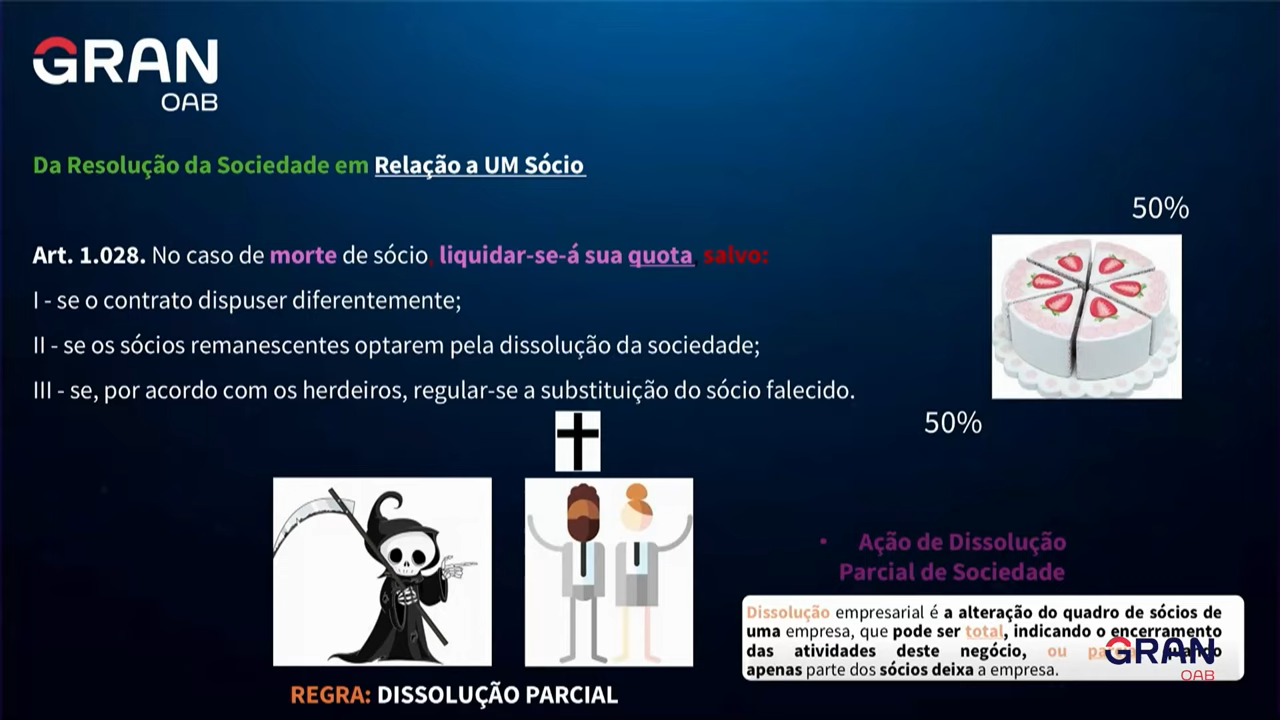 GRAN
OAB
Da Resolução da Sociedade em Relação a UM Sócio
50%
Art. 1.028. No caso de morte de sócio, liquidar-se-á sua quota, salvo:
I - se o contrato dispuser diferentemente;
II - se os sócios remanescentes optarem pela dissolução da sociedade;
III - se, por acordo com os herdeiros, regular-se a substituição do sócio falecido.
50%
• Ação de Dissolução
Parcial de Sociedade
Dissolução empresarial é a alteração do quadro de sócios de
uma empresa, que pode ser total, indicando o encerramento
das atividades deste negócio, ou
apenas parte dos sócios deixa a empresa.
GRAN
OAB
REGRA: DISSOLUÇÃO PARCIAL